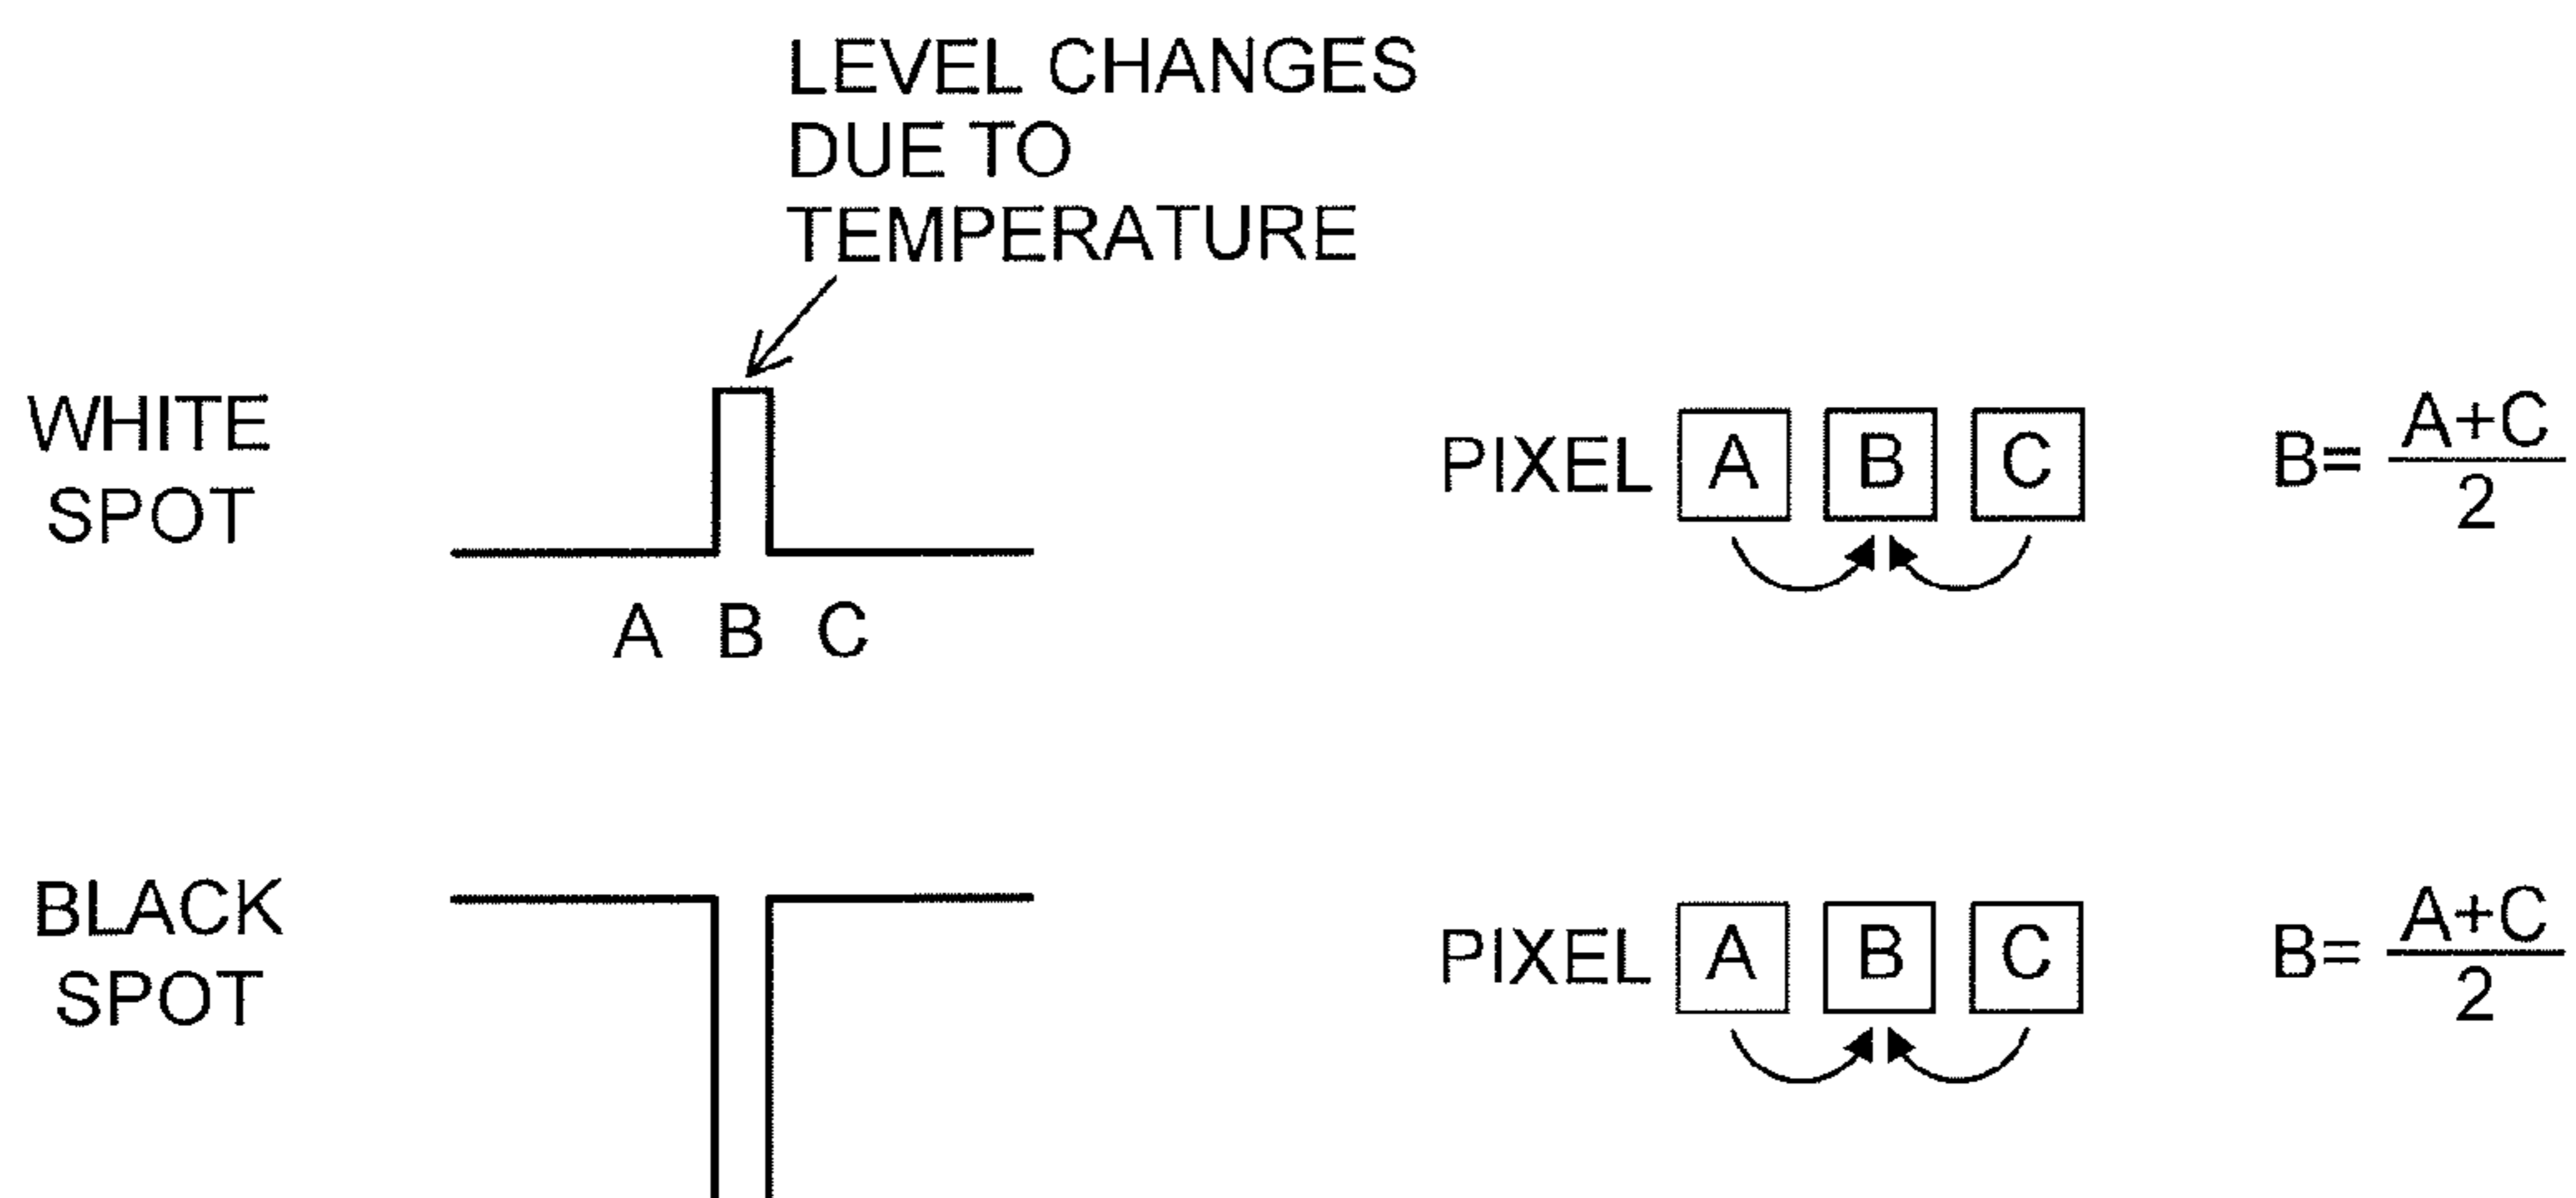 LEVEL CHANGES
DUE TO
TEMPERATURE
WHITE
SPOT
A B C
PIXEL A B C
B= A+C
2
BLACK
SPOT
PIXEL A B C
B= A+C
2